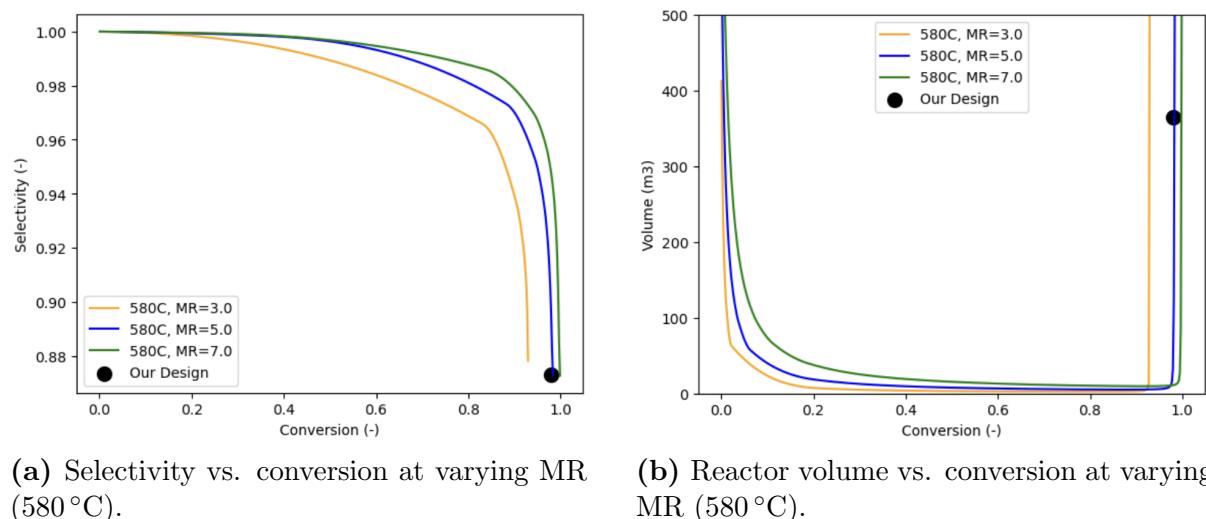 1.00
0.98
0.96
0.94
0.92
0.90
0.88
Selectivity (-)
580C, MR=3.0
580C, MR=5.0
580C, MR=7.0
Our Design
0.0 0.2 0.4 0.6 0.8 1.0
Conversion (-)
(a) Selectivity vs. conversion at varying MR
(580 °C).
500
400
300
200
100
0
Volume (m3)
580C, MR=3.0
580C, MR=5.0
580C, MR=7.0
Our Design
0.0 0.2 0.4 0.6 0.8 1.0
Conversion (-)
(b) Reactor volume vs. conversion at varying
MR (580 °C).